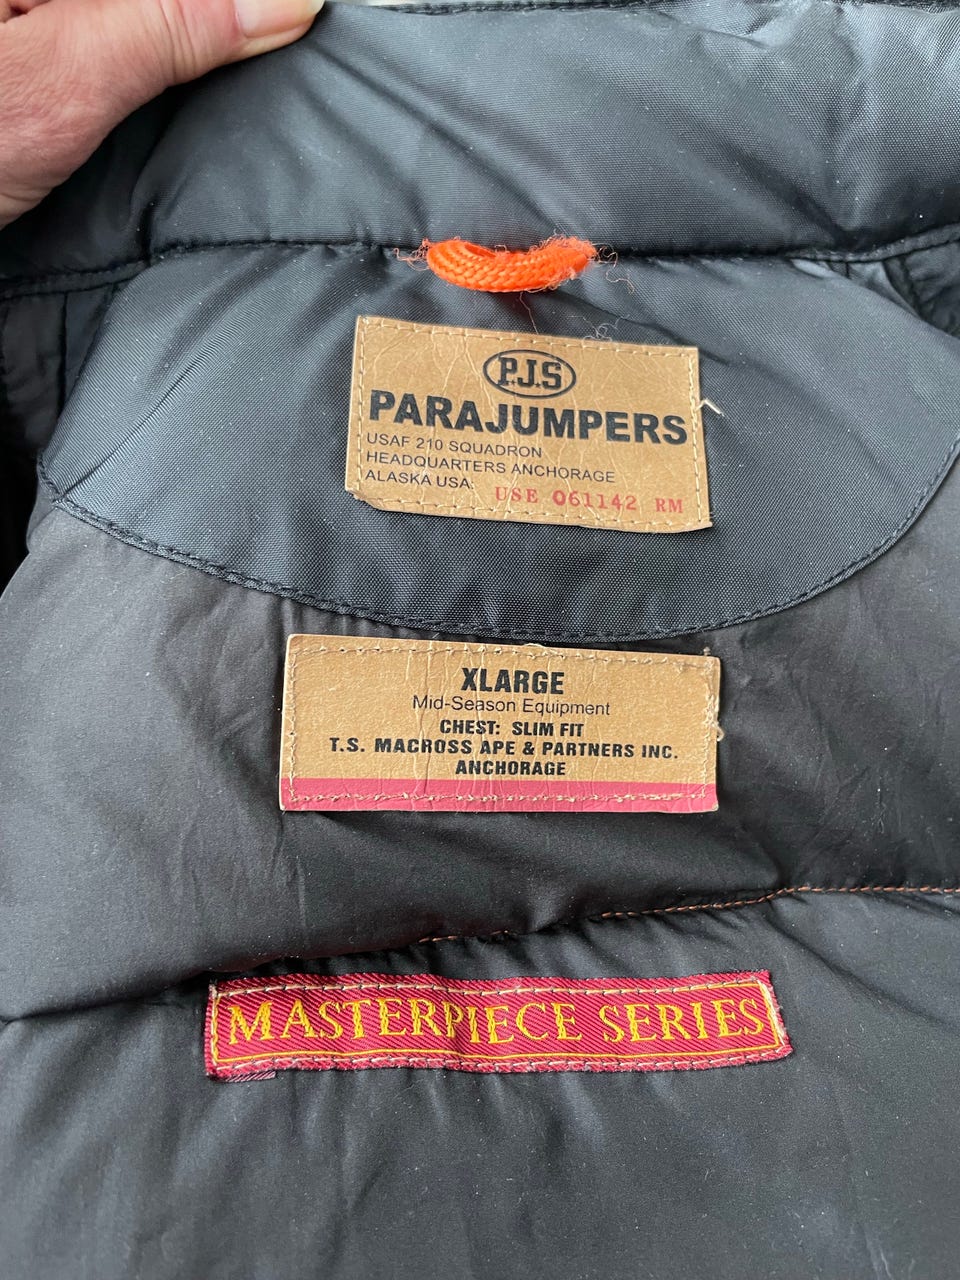 P.J.S
PARAJUMPERS
USAF 210 SQUADRON
HEADQUARTERS ANCHORAGE
ALASKA USA: USE 061142 RM
XLARGE
Mid-Season Equipment
CHEST: SLIM FIT
T.S. MACROSS APE & PARTNERS INC.
ANCHORAGE
MASTERPIECE SERIES